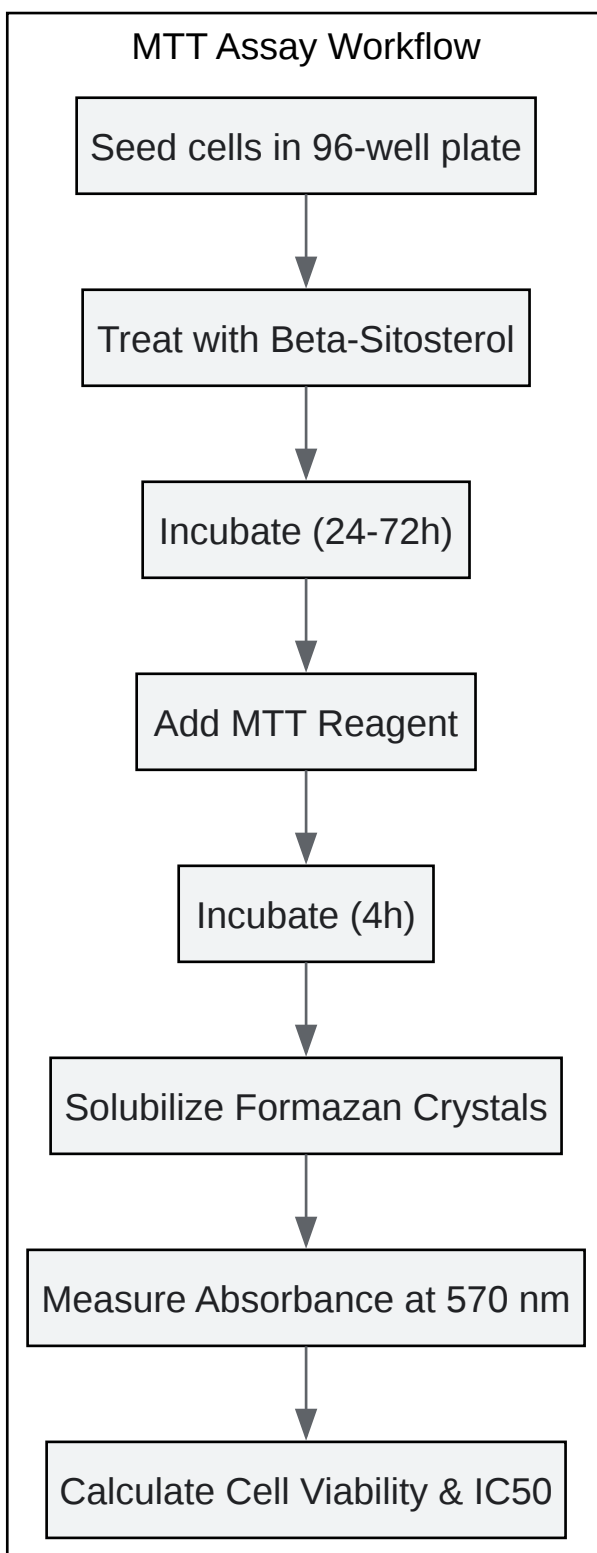 MTT Assay Workflow
Seed cells in 96-well plate
Treat with Beta-Sitosterol
Incubate (24-72h)
Add MTT Reagent
Incubate (4h)
Solubilize Formazan Crystals
Measure Absorbance at 570 nm
Calculate Cell Viability & IC50